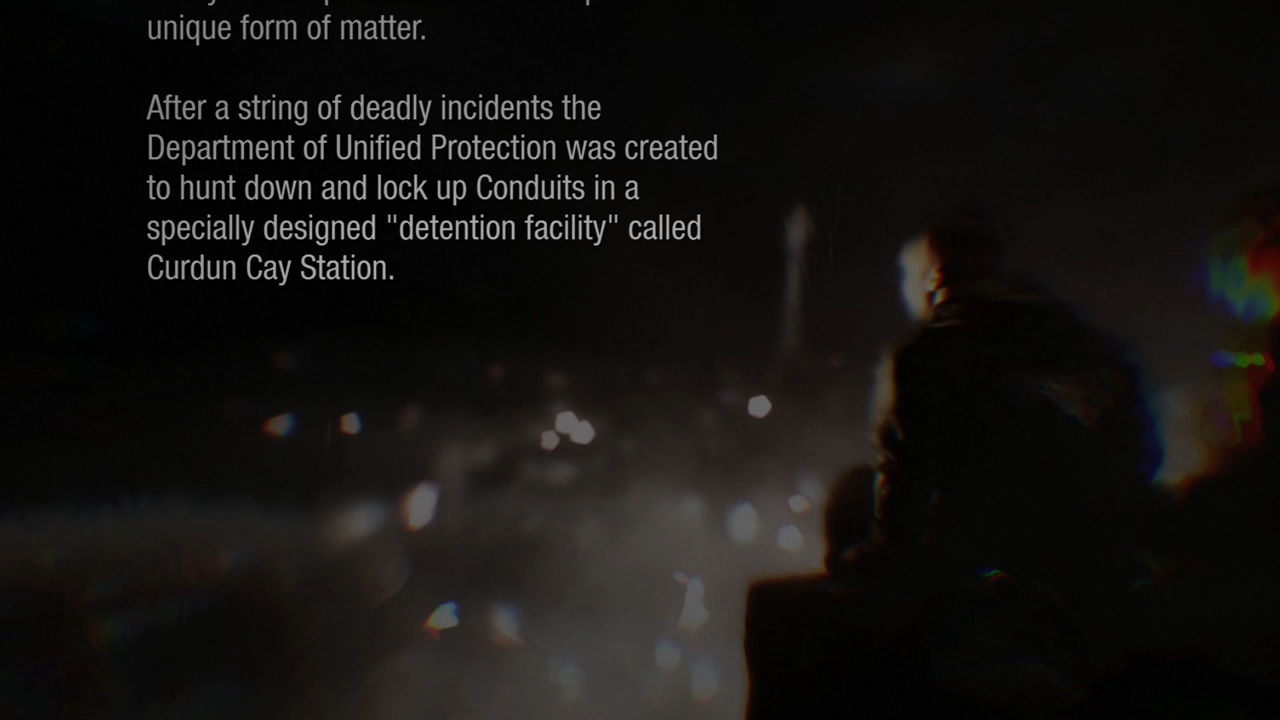 unique form of matter.
After a string of deadly incidents the
Department of Unified Protection was created
to hunt down and lock up Conduits in a
specially designed "detention facility" called
Curdun Cay Station.